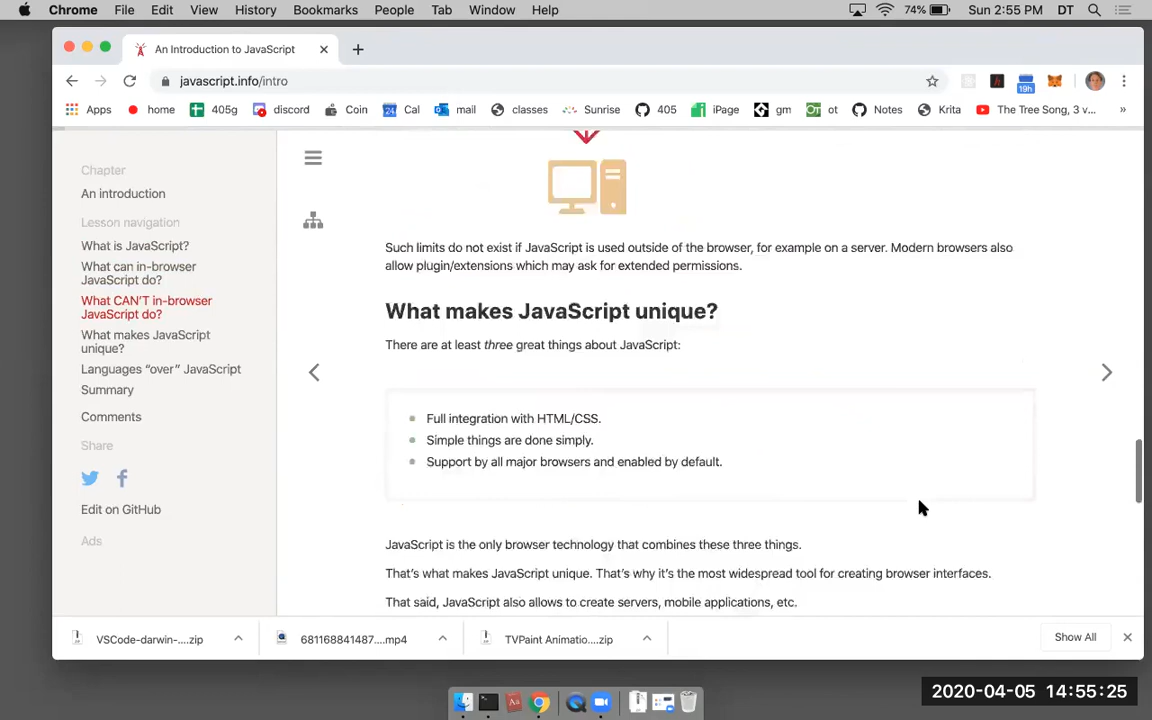 Chrome File Edit View History Bookmarks People Tab Window Help 74% Sun 2:55 PM DT
An Introduction to JavaScript
javascript.info/intro
19h
Apps home 405g discord Coin 24 Cal mail classes Sunrise 405 iPage gm OT ot Notes Krita The Tree Song, 3 v... »
Chapter
An introduction
Lesson navigation
What is JavaScript?
What can in-browser
JavaScript do?
What CAN'T in-browser
JavaScript do?
What makes JavaScript
unique?
Languages “over” JavaScript
Summary
Comments
Share
Edit on GitHub
Ads
Such limits do not exist if JavaScript is used outside of the browser, for example on a server. Modern browsers also
allow plugin/extensions which may ask for extended permissions.
What makes JavaScript unique?
There are at least three great things about JavaScript:
Full integration with HTML/CSS.
Simple things are done simply.
Support by all major browsers and enabled by default.
JavaScript is the only browser technology that combines these three things.
That's what makes JavaScript unique. That's why it's the most widespread tool for creating browser interfaces.
That said, JavaScript also allows to create servers, mobile applications, etc.
VSCode-darwin-....zip 681168841487....mp4 TVPaint Animatio....zip Show All
Aa
2020-04-05 14:55:25